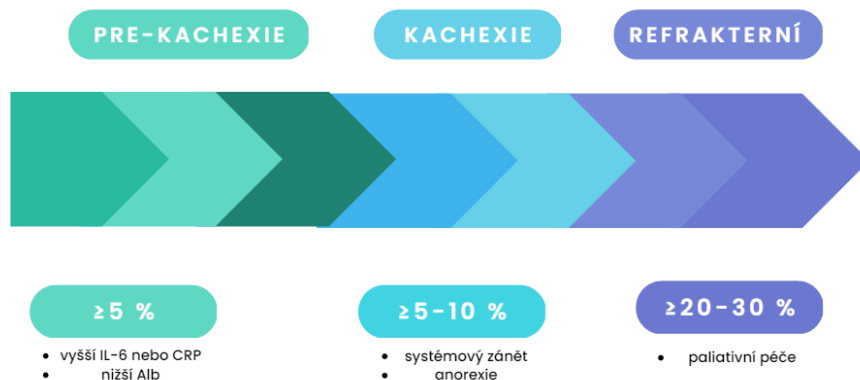 PRE-KACHEXIE
KACHEXIE
REFRAKTERNÍ
≥5 %
≥5-10 %
≥20-30 %
• vyšší IL-6 nebo CRP
• nižší Alb
• systémový zánět
• anorexie
• paliativní péče